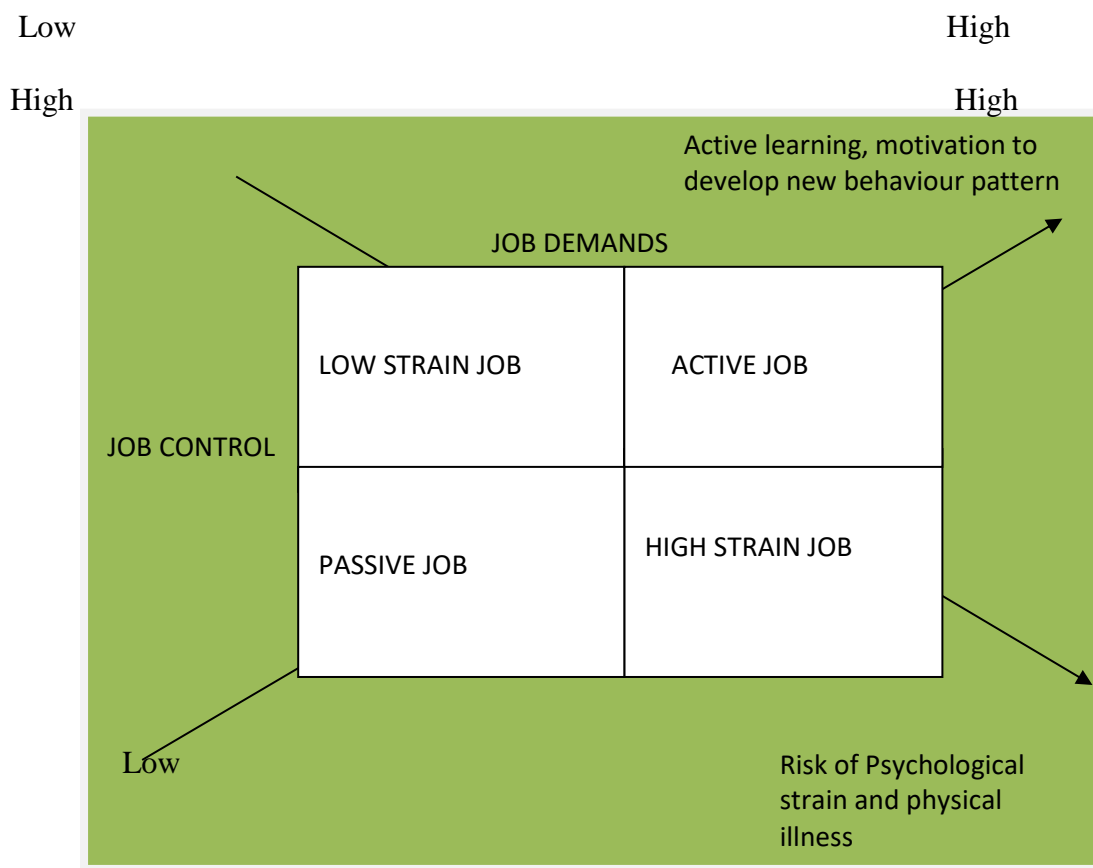 Low High
High High
Active learning, motivation to
develop new behaviour pattern
JOB DEMANDS
LOW STRAIN JOB ACTIVE JOB
JOB CONTROL
PASSIVE JOB HIGH STRAIN JOB
Low
Risk of Psychological
strain and physical
illness